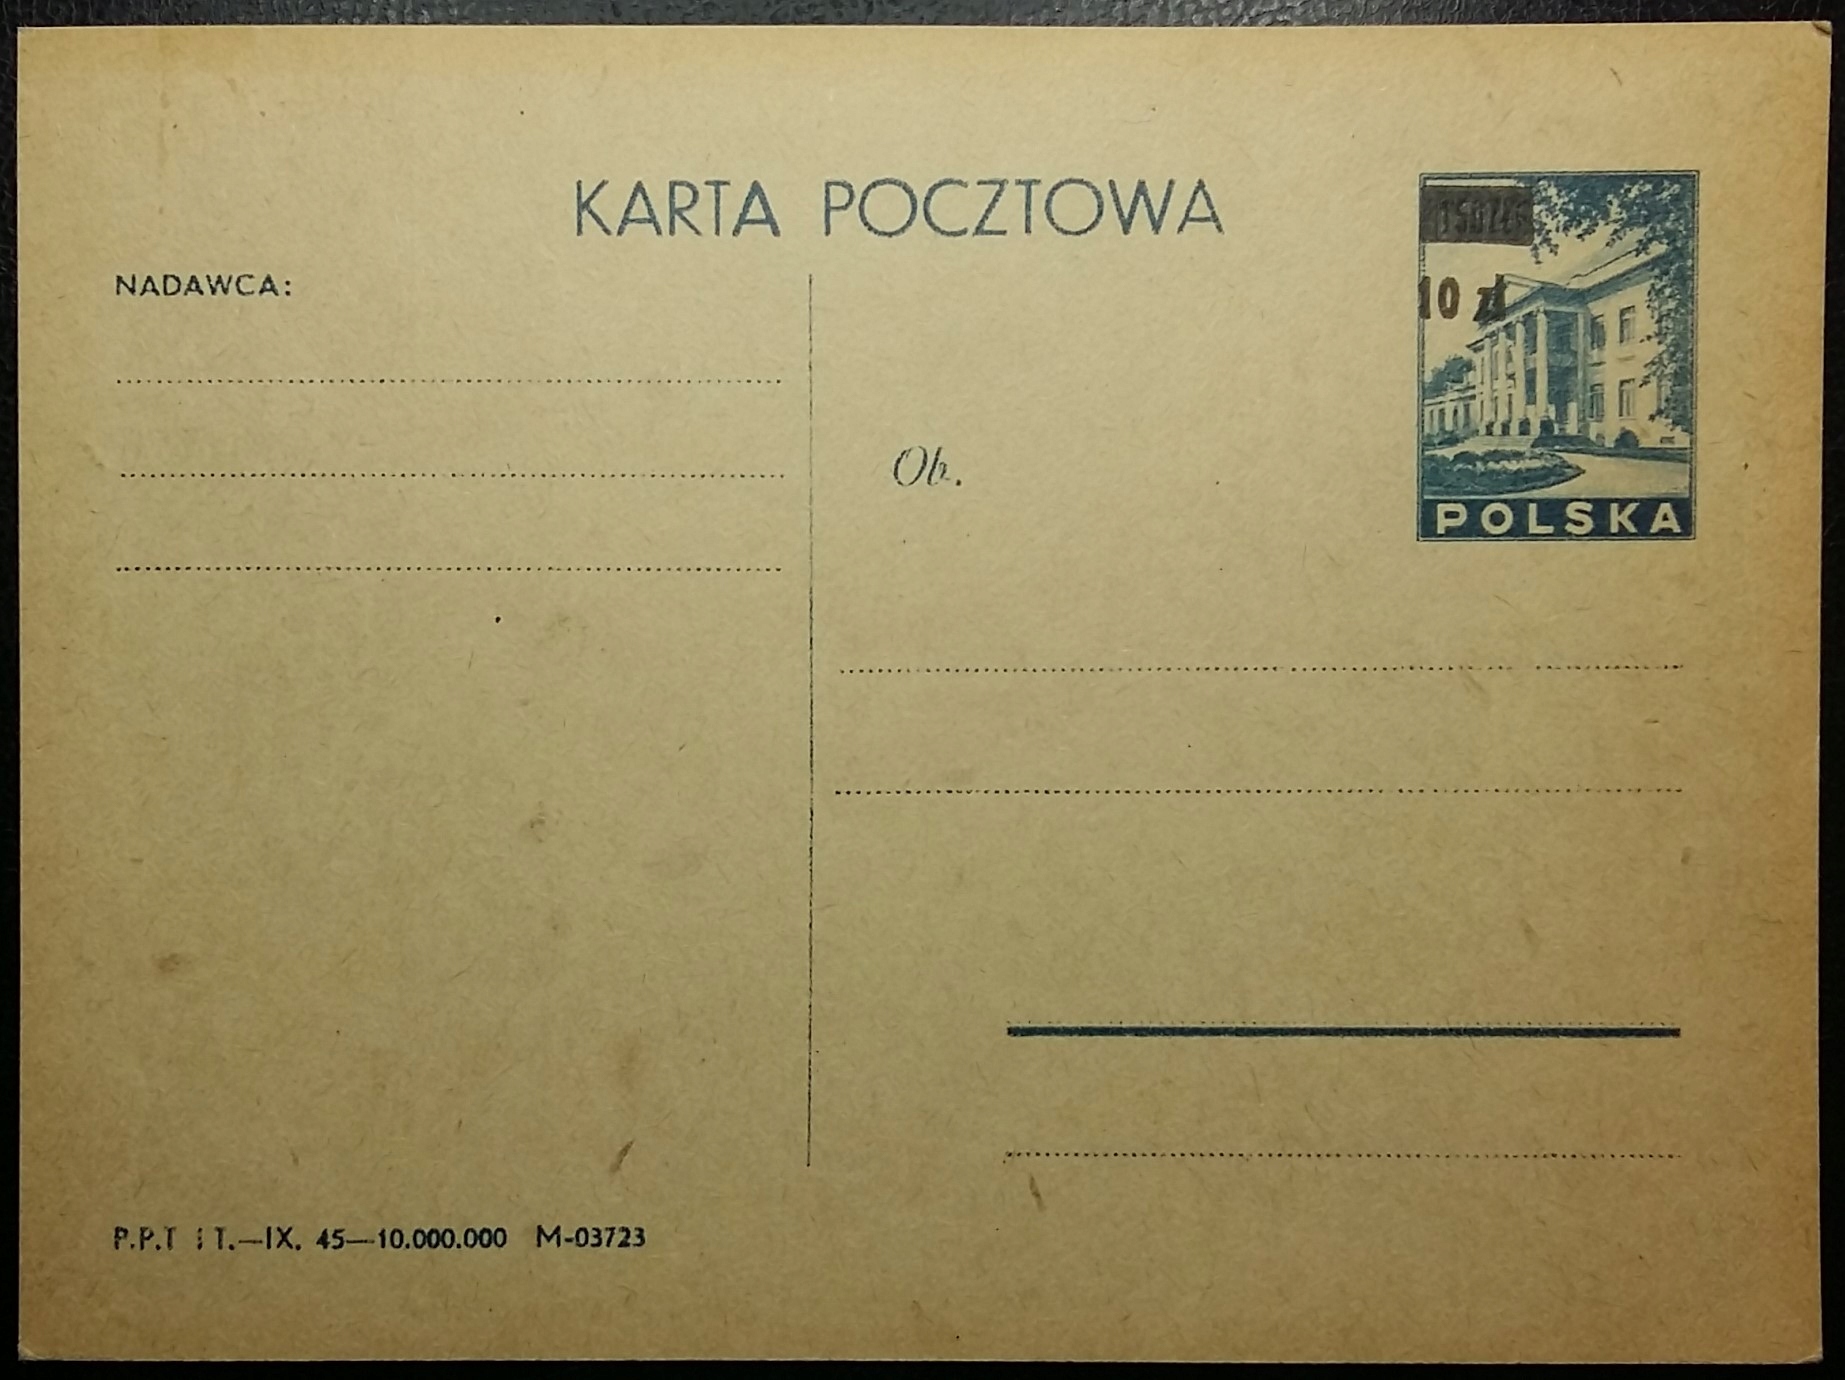 KARTA POCZTOWA
NADAWCA:
10 zł
Ob.
POLSKA
P.P.T i T.—IX. 45—10.000.000 M-03723